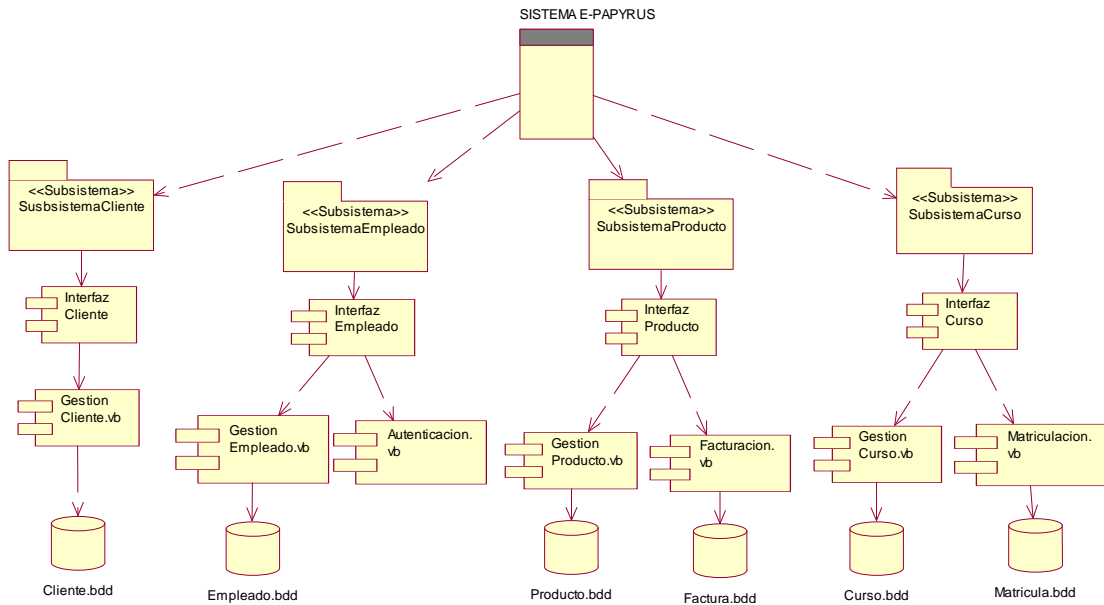 SISTEMA E-PAPYRUS
<<Subsistema>>
SusbsistemaCliente
<<Subsistema>>
SubsistemaEmpleado
<<Subsistema>>
SubsistemaProducto
<<Subsistema>>
SubsistemaCurso
Interfaz
Cliente
Interfaz
Empleado
Interfaz
Producto
Interfaz
Curso
Gestion
Cliente.vb
Gestion
Empleado.vb
Autenticacion.
vb
Gestion
Producto.vb
Facturacion.
vb
Gestion
Curso.vb
Matriculacion.
vb
Cliente.bdd
Empleado.bdd
Producto.bdd
Factura.bdd
Curso.bdd
Matricula.bdd